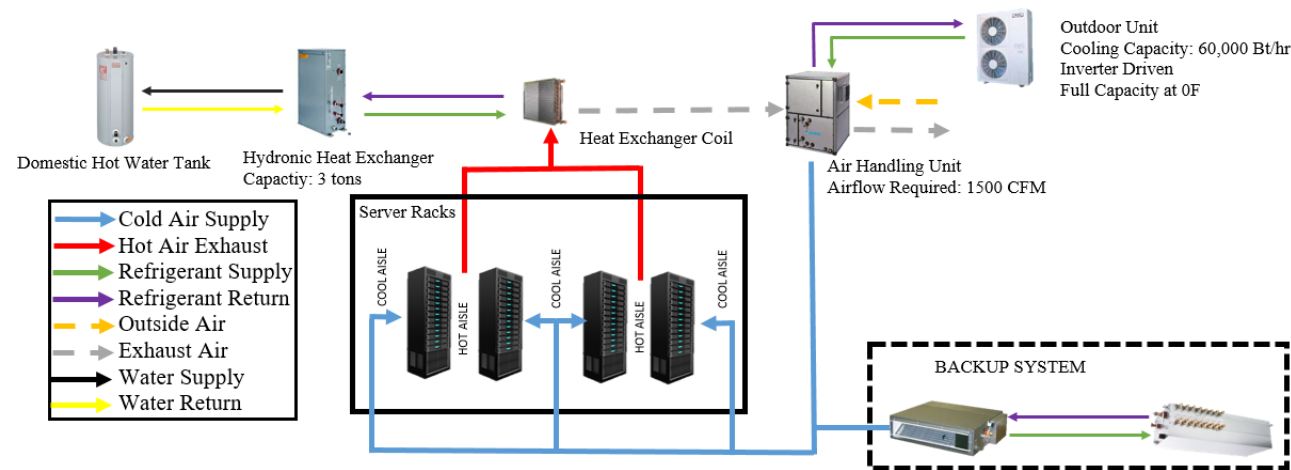 Outdoor Unit
Cooling Capacity: 60,000 Bt/hr
Inverter Driven
Full Capacity at 0F
Domestic Hot Water Tank
Hydronic Heat Exchanger
Capactiy: 3 tons
Heat Exchanger Coil
Air Handling Unit
Airflow Required: 1500 CFM
Server Racks
COOL AISLE
HOT AISLE
COOL AISLE
HOT AISLE
COOL AISLE
Cold Air Supply
Hot Air Exhaust
Refrigerant Supply
Refrigerant Return
Outside Air
Exhaust Air
Water Supply
Water Return
BACKUP SYSTEM